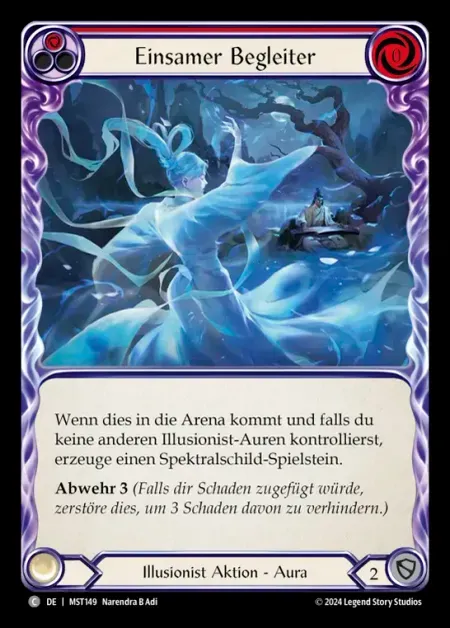 Einsamer Begleiter
0
Wenn dies in die Arena kommt und falls du
keine anderen Illusionist-Auren kontrollierst,
erzeuge einen Spektralschild-Spielstein.
Abwehr 3 (Falls dir Schaden zugefügt würde,
zerstöre dies, um 3 Schaden davon zu verhindern.)
Illusionist Aktion - Aura
2
C DE | MST149 Narendra B Adi
© 2024 Legend Story Studios